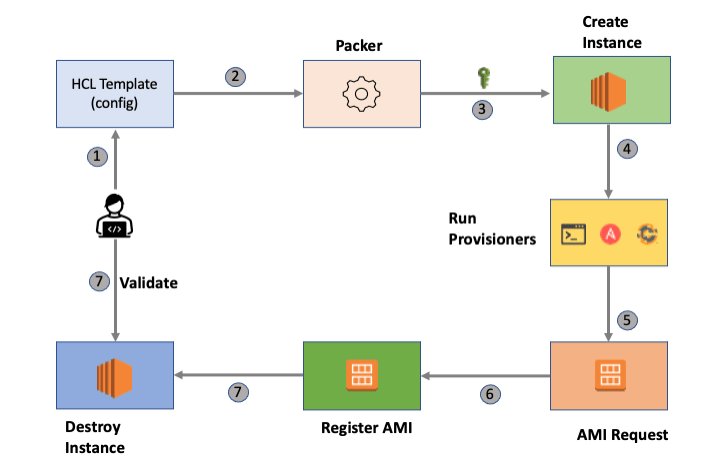 Create
Instance
Packer
HCL Template
(config)
2
3
1
4
</>
>_
A
C
Run
Provisioners
7
Validate
5
7
6
Destroy
Instance
Register AMI
AMI Request